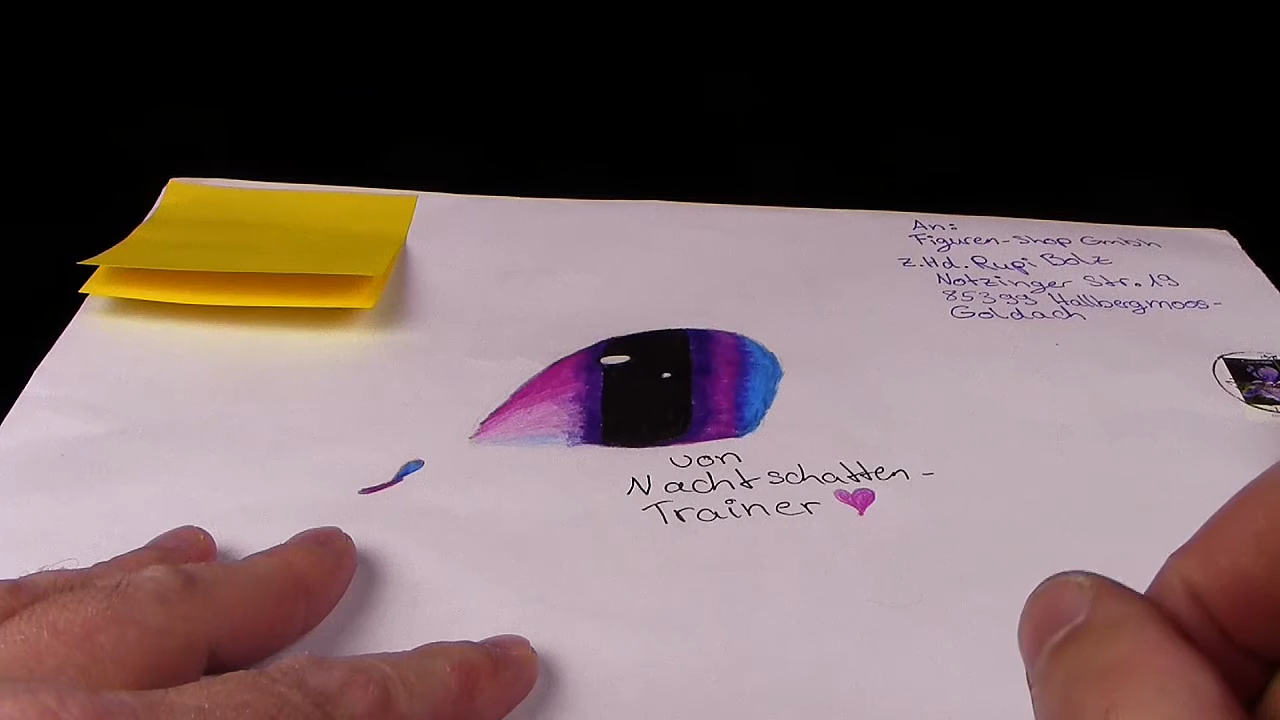 An:
Figuren-Shop GmbH
z.Hd. Rupi Bolz
Notzinger Str. 19
85399 Hallbergmoos-
Goldach
von
Nachtschatten-
Trainer